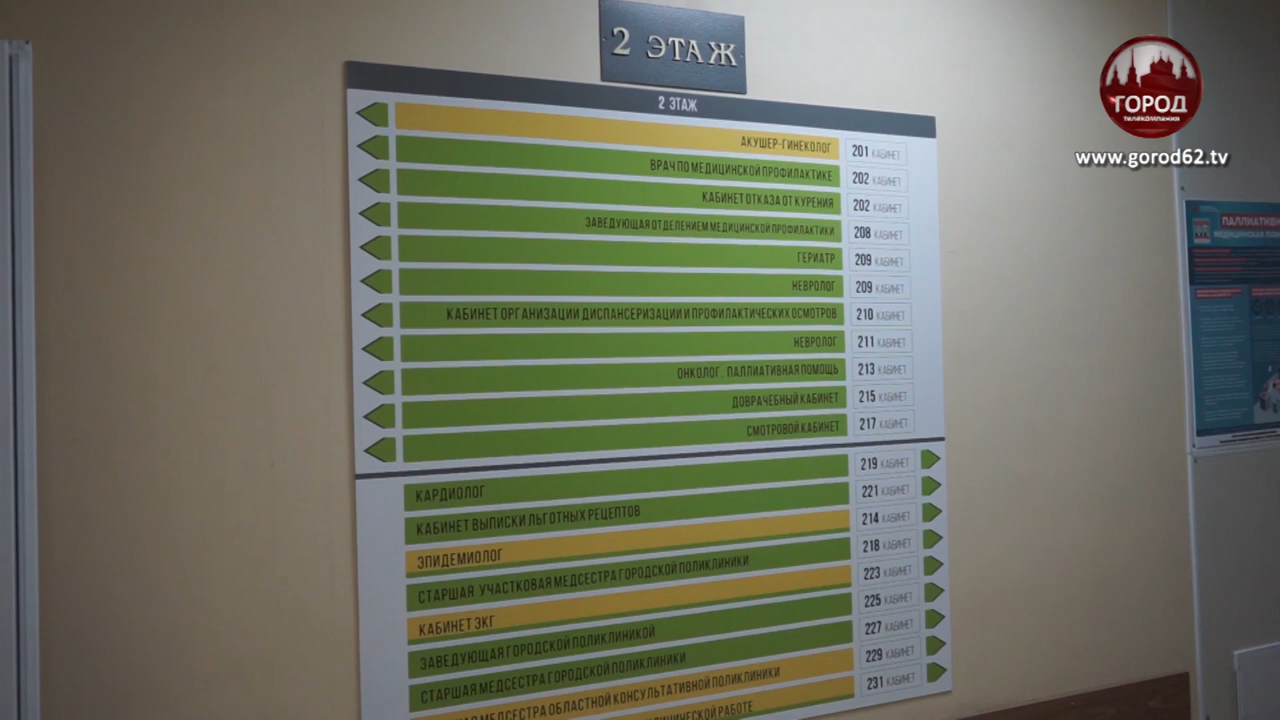 2 ЭТАЖ
2 ЭТАЖ
АКУШЕР-ГИНЕКОЛОГ 201 КАБИНЕТ
ВРАЧ ПО МЕДИЦИНСКОЙ ПРОФИЛАКТИКЕ 202 КАБИНЕТ
КАБИНЕТ ОТКАЗА ОТ КУРЕНИЯ 202 КАБИНЕТ
ЗАВЕДУЮЩАЯ ОТДЕЛЕНИЕМ МЕДИЦИНСКОЙ ПРОФИЛАКТИКИ 208 КАБИНЕТ
ГЕРИАТР 209 КАБИНЕТ
НЕВРОЛОГ 209 КАБИНЕТ
КАБИНЕТ ОРГАНИЗАЦИИ ДИСПАНСЕРИЗАЦИИ И ПРОФИЛАКТИЧЕСКИХ ОСМОТРОВ 210 КАБИНЕТ
НЕВРОЛОГ 211 КАБИНЕТ
ОНКОЛОГ. ПАЛЛИАТИВНАЯ ПОМОЩЬ 213 КАБИНЕТ
ДОВРАЧЕБНЫЙ КАБИНЕТ 215 КАБИНЕТ
СМОТРОВОЙ КАБИНЕТ 217 КАБИНЕТ
КАРДИОЛОГ 219 КАБИНЕТ
КАБИНЕТ ВЫПИСКИ ЛЬГОТНЫХ РЕЦЕПТОВ 221 КАБИНЕТ
ЭПИДЕМИОЛОГ 214 КАБИНЕТ
СТАРШАЯ УЧАСТКОВАЯ МЕДСЕСТРА ГОРОДСКОЙ ПОЛИКЛИНИКИ 218 КАБИНЕТ
КАБИНЕТ ЭКГ 223 КАБИНЕТ
ЗАВЕДУЮЩАЯ ГОРОДСКОЙ ПОЛИКЛИНИКОЙ 225 КАБИНЕТ
СТАРШАЯ МЕДСЕСТРА ГОРОДСКОЙ ПОЛИКЛИНИКИ 227 КАБИНЕТ
МЕДСЕСТРА ОБЛАСТНОЙ КОНСУЛЬТАТИВНОЙ ПОЛИКЛИНИКИ 229 КАБИНЕТ
РАБОТЕ 231 КАБИНЕТ
ГОРОД
ТЕЛЕКОМПАНИЯ
www.gorod62.tv
ПАЛЛИАТИВН
МЕДИЦИНСКАЯ ПОМ